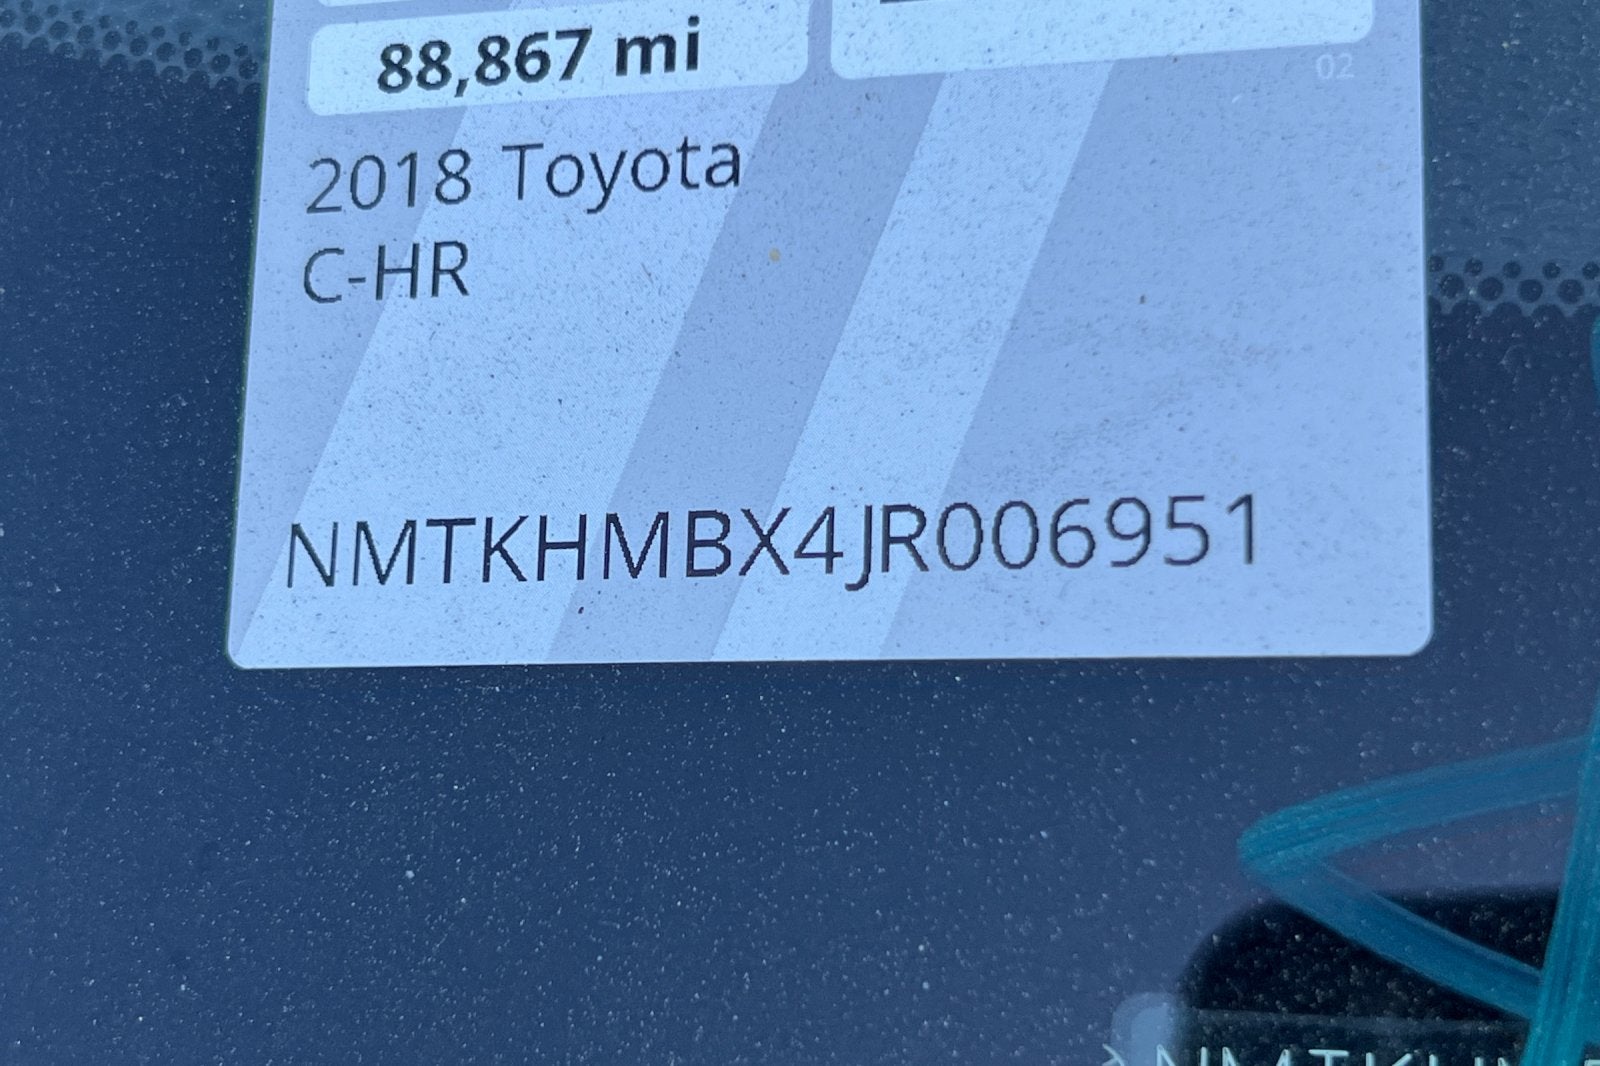 88,867 mi
02
2018 Toyota
C-HR
NMTKHMBX4JR006951